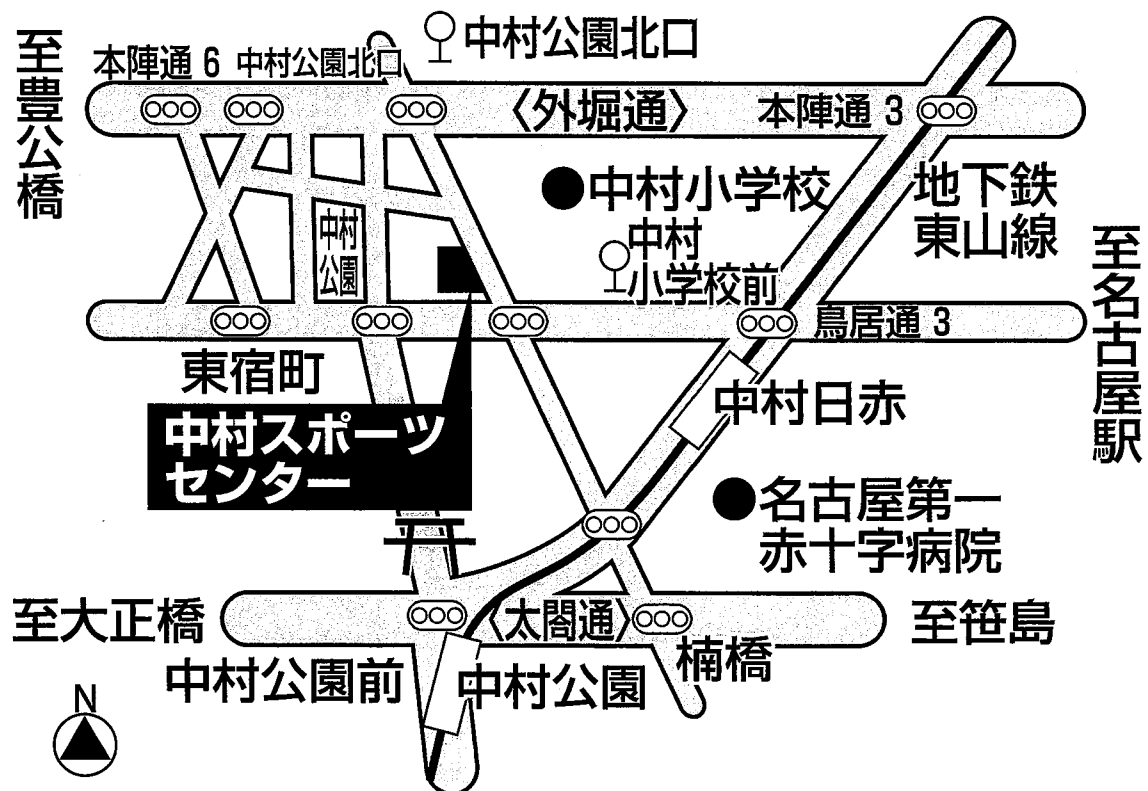 中村公園北口
至豊公橋
本陣通 6
中村公園北口
〈外堀通〉
本陣通 3
中村小学校
地下鉄
東山線
中村
公園
中村
小学校前
至名古屋駅
鳥居通 3
東宿町
中村日赤
中村スポーツ
センター
名古屋第一
赤十字病院
至大正橋
〈太閤通〉
至笹島
楠橋
中村公園前
中村公園
N